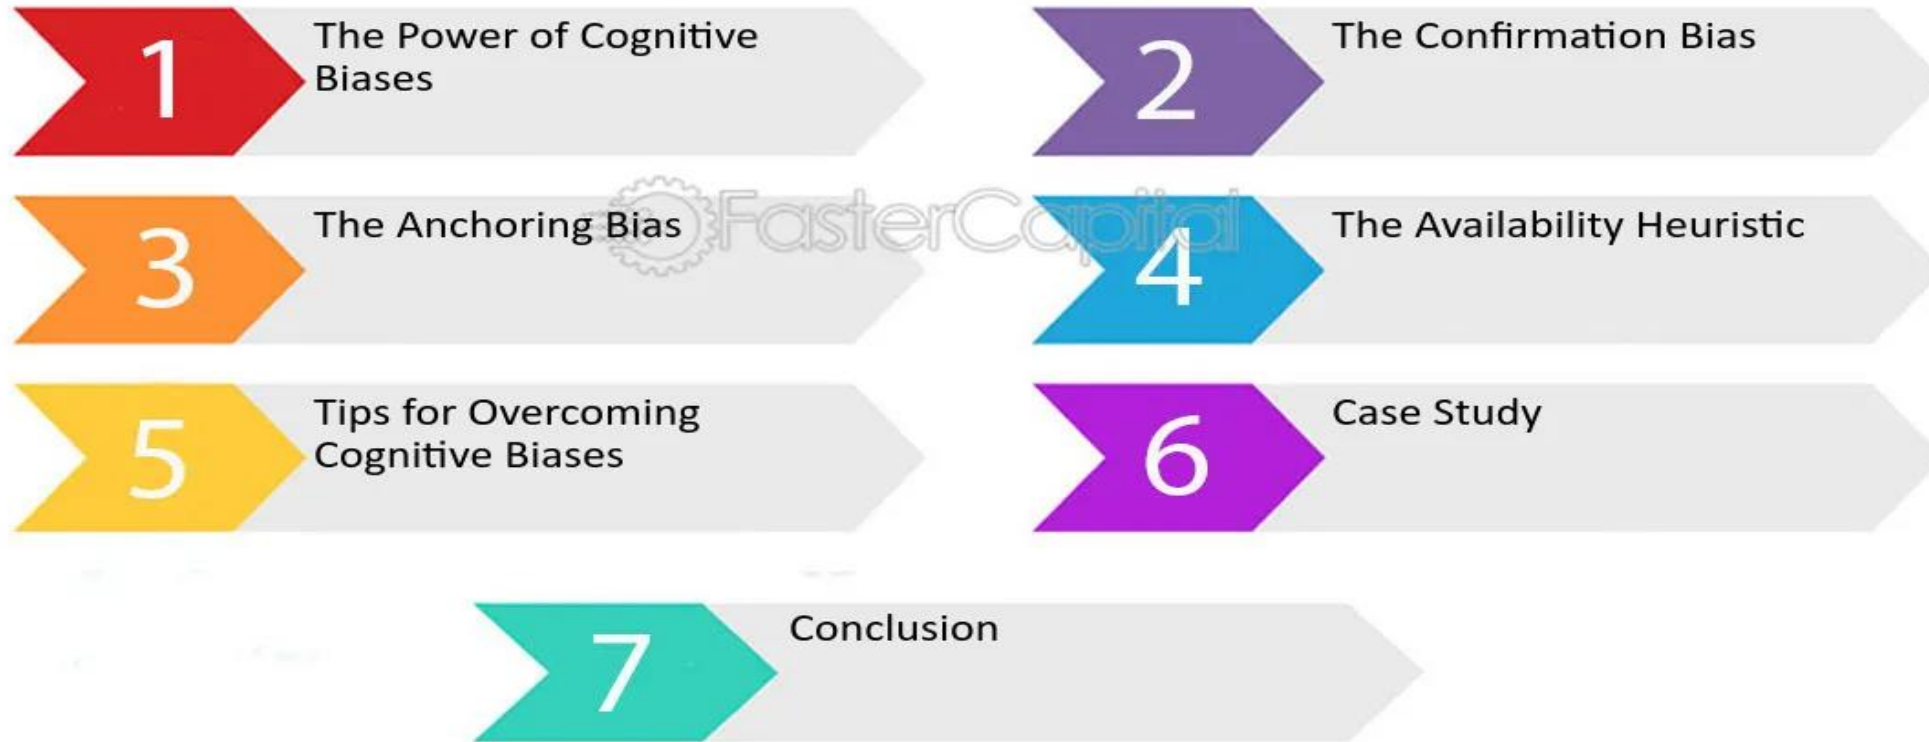 1
The Power of Cognitive
Biases
2
The Confirmation Bias
3
The Anchoring Bias
FasterCapital
4
The Availability Heuristic
5
Tips for Overcoming
Cognitive Biases
6
Case Study
7
Conclusion